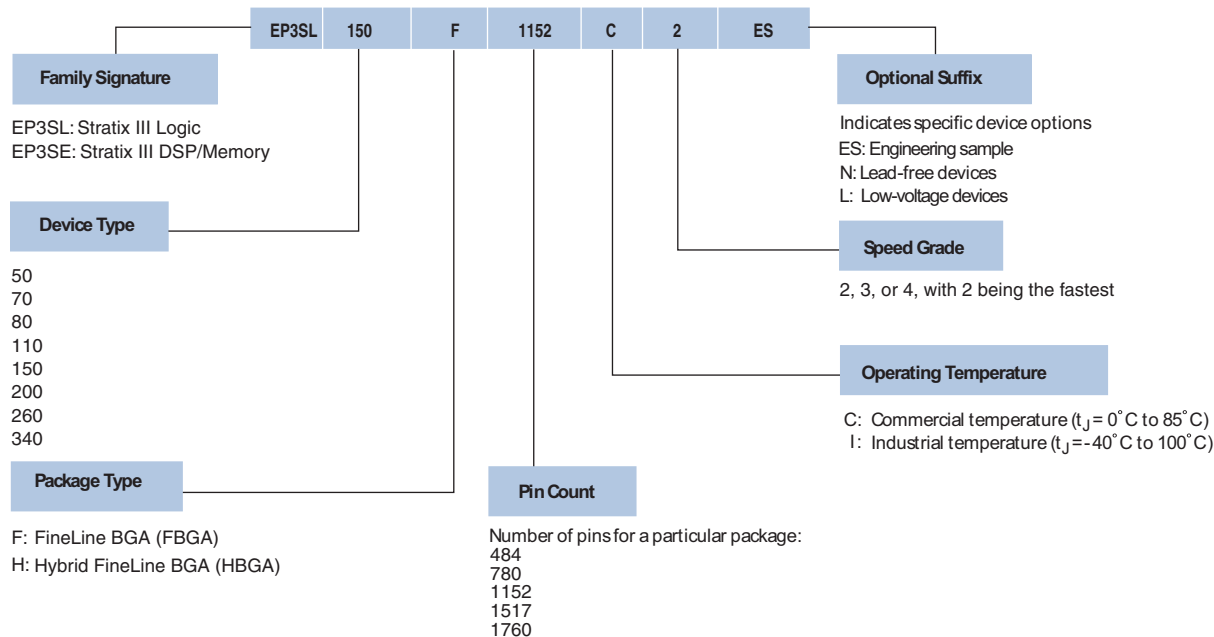 EP3SL 150 F 1152 C 2 ES
Family Signature
EP3SL: Stratix III Logic
EP3SE: Stratix III DSP/Memory
Device Type
50
70
80
110
150
200
260
340
Package Type
F: FineLine BGA (FBGA)
H: Hybrid FineLine BGA (HBGA)
Pin Count
Number of pins for a particular package:
484
780
1152
1517
1760
Optional Suffix
Indicates specific device options
ES: Engineering sample
N: Lead-free devices
L: Low-voltage devices
Speed Grade
2, 3, or 4, with 2 being the fastest
Operating Temperature
C: Commercial temperature (tJ = 0°C to 85°C)
I: Industrial temperature (tJ = -40°C to 100°C)